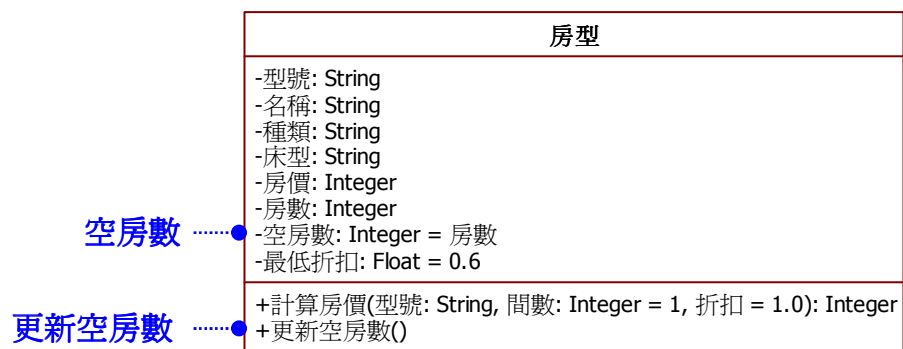 房型
-型號: String
-名稱: String
-種類: String
-床型: String
-房價: Integer
-房數: Integer
空房數
-空房數: Integer = 房數
-最低折扣: Float = 0.6
+計算房價(型號: String, 間數: Integer = 1, 折扣 = 1.0): Integer
更新空房數
+更新空房數()